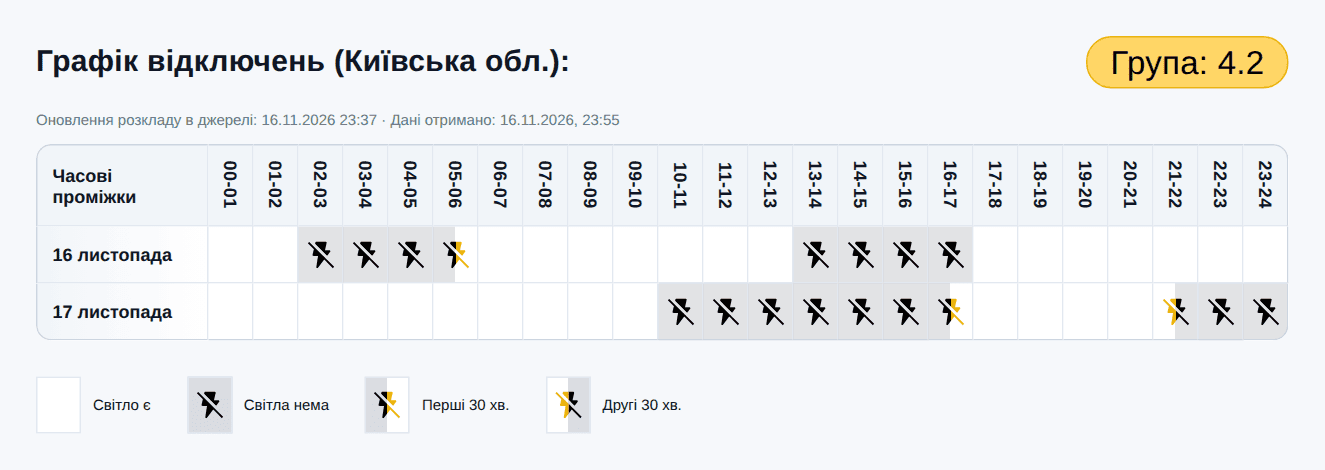 Графік відключень (Київська обл.):
Група: 4.2
Оновлення розкладу в джерелі: 16.11.2026 23:37 · Дані отримано: 16.11.2026, 23:55
Часові
проміжки
00-01
01-02
02-03
03-04
04-05
05-06
06-07
07-08
08-09
09-10
10-11
11-12
12-13
13-14
14-15
15-16
16-17
17-18
18-19
19-20
20-21
21-22
22-23
23-24
16 листопада
17 листопада
Світло є
Світла нема
Перші 30 хв.
Другі 30 хв.